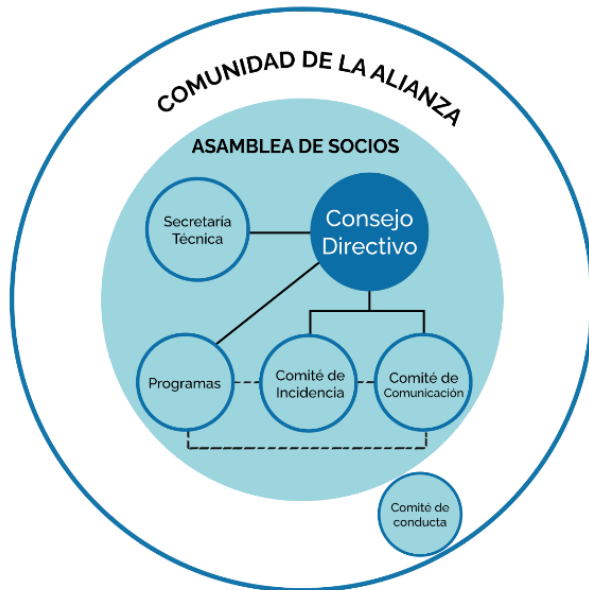 COMUNIDAD DE LA ALIANZA
ASAMBLEA DE SOCIOS
Secretaría
Técnica
Consejo
Directivo
Programas
Comité de
Incidencia
Comité de
Comunicación
Comité de
conducta